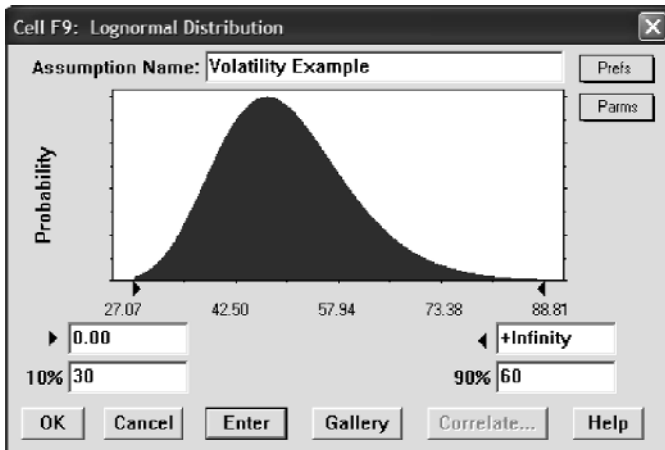 Cell F9: Lognormal Distribution
Assumption Name: Volatility Example
Prefs
Parms
Probability
27.07 42.50 57.94 73.38 88.81
0.00 +Infinity
10% 30 90% 60
OK Cancel Enter Gallery Correlate... Help